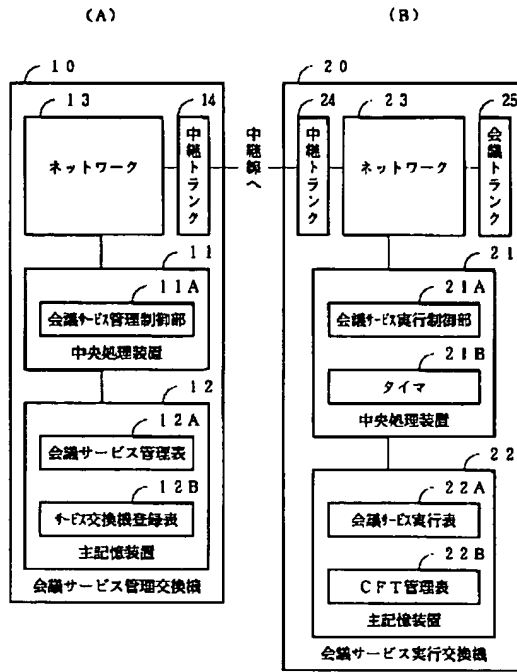 (A)
(B)
10
13
14
ネットワーク
中継トランク
中継線へ
11
11A
会議サービス管理制御部
中央処理装置
12
12A
会議サービス管理表
12B
サービス交換機登録表
主記憶装置
会議サービス管理交換機
20
24
23
25
中継トランク
ネットワーク
会議トランク
21
21A
会議サービス実行制御部
21B
タイマ
中央処理装置
22
22A
会議サービス実行表
22B
CFT管理表
主記憶装置
会議サービス実行交換機